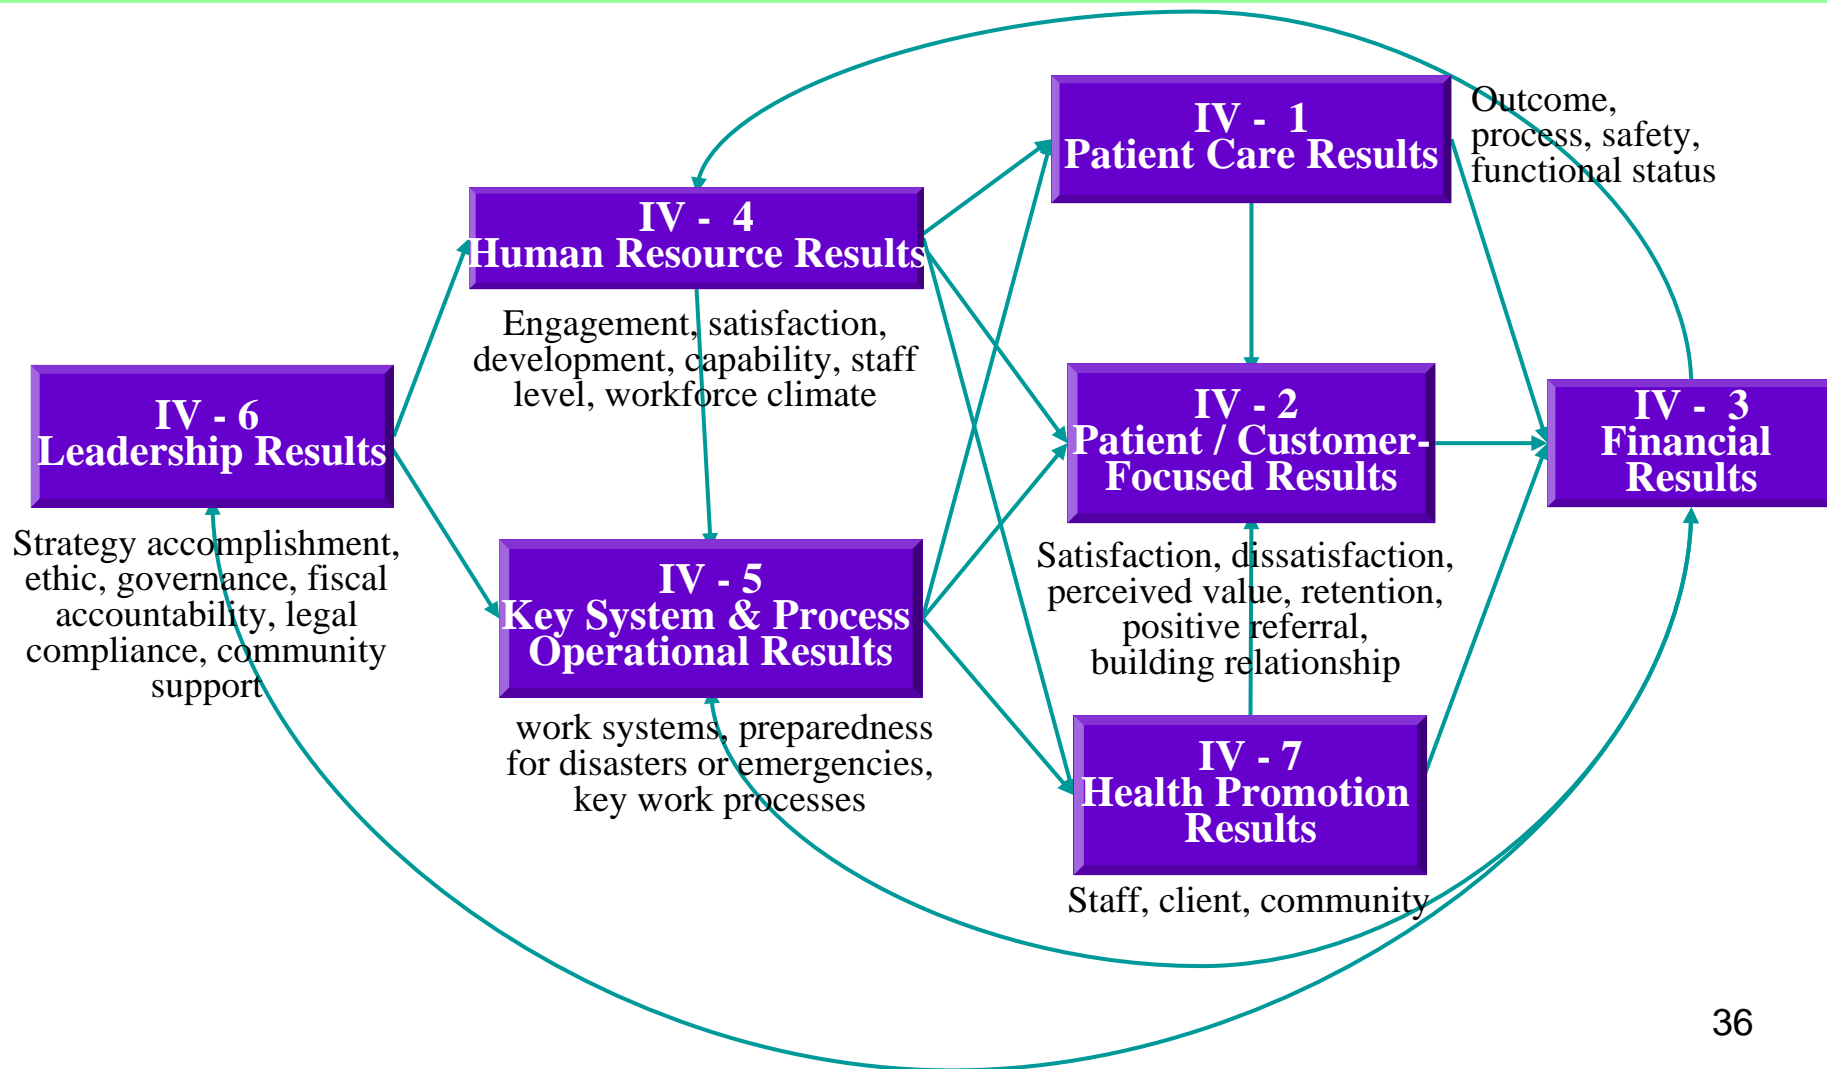 IV - 1
Patient Care Results
Outcome,
process, safety,
functional status
IV - 4
Human Resource Results
Engagement, satisfaction,
development, capability, staff
level, workforce climate
IV - 6
Leadership Results
Strategy accomplishment,
ethic, governance, fiscal
accountability, legal
compliance, community
support
IV - 2
Patient / Customer-
Focused Results
Satisfaction, dissatisfaction,
perceived value, retention,
positive referral,
building relationship
IV - 3
Financial
Results
IV - 5
Key System & Process
Operational Results
work systems, preparedness
for disasters or emergencies,
key work processes
IV - 7
Health Promotion
Results
Staff, client, community
36